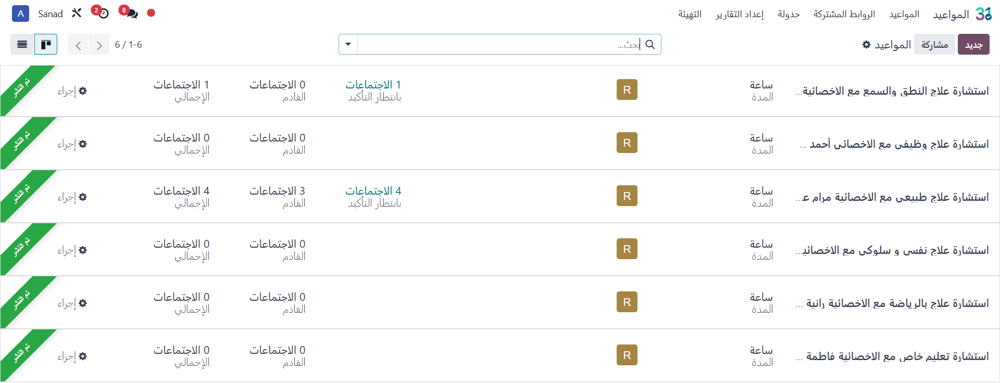 المواعيد المواعيد الروابط المشتركة جدولة إعداد التقارير التهيئة 8 2 Sanad A
جديد مشاركة المواعيد بحث... 1-6 / 6
استشارة علاج النطق والسمع مع الاخصائية... ساعة R 1 الاجتماعات 0 الاجتماعات 1 الاجتماعات إجراء تم النشر
المدة بانتظار التأكيد القادم الإجمالي
استشارة علاج وظيفي مع الاخصائي أحمد ... ساعة R 0 الاجتماعات 0 الاجتماعات إجراء تم النشر
المدة القادم الإجمالي
استشارة علاج طبيعي مع الاخصائية مرام ع... ساعة R 4 الاجتماعات 3 الاجتماعات 4 الاجتماعات إجراء تم النشر
المدة بانتظار التأكيد القادم الإجمالي
استشارة علاج نفسي و سلوكي مع الاخصائي... ساعة R 0 الاجتماعات 0 الاجتماعات إجراء تم النشر
المدة القادم الإجمالي
استشارة علاج بالرياضة مع الاخصائية رانية ... ساعة R 0 الاجتماعات 0 الاجتماعات إجراء تم النشر
المدة القادم الإجمالي
استشارة تعليم خاص مع الاخصائية فاطمة ... ساعة R 0 الاجتماعات 0 الاجتماعات إجراء تم النشر
المدة القادم الإجمالي